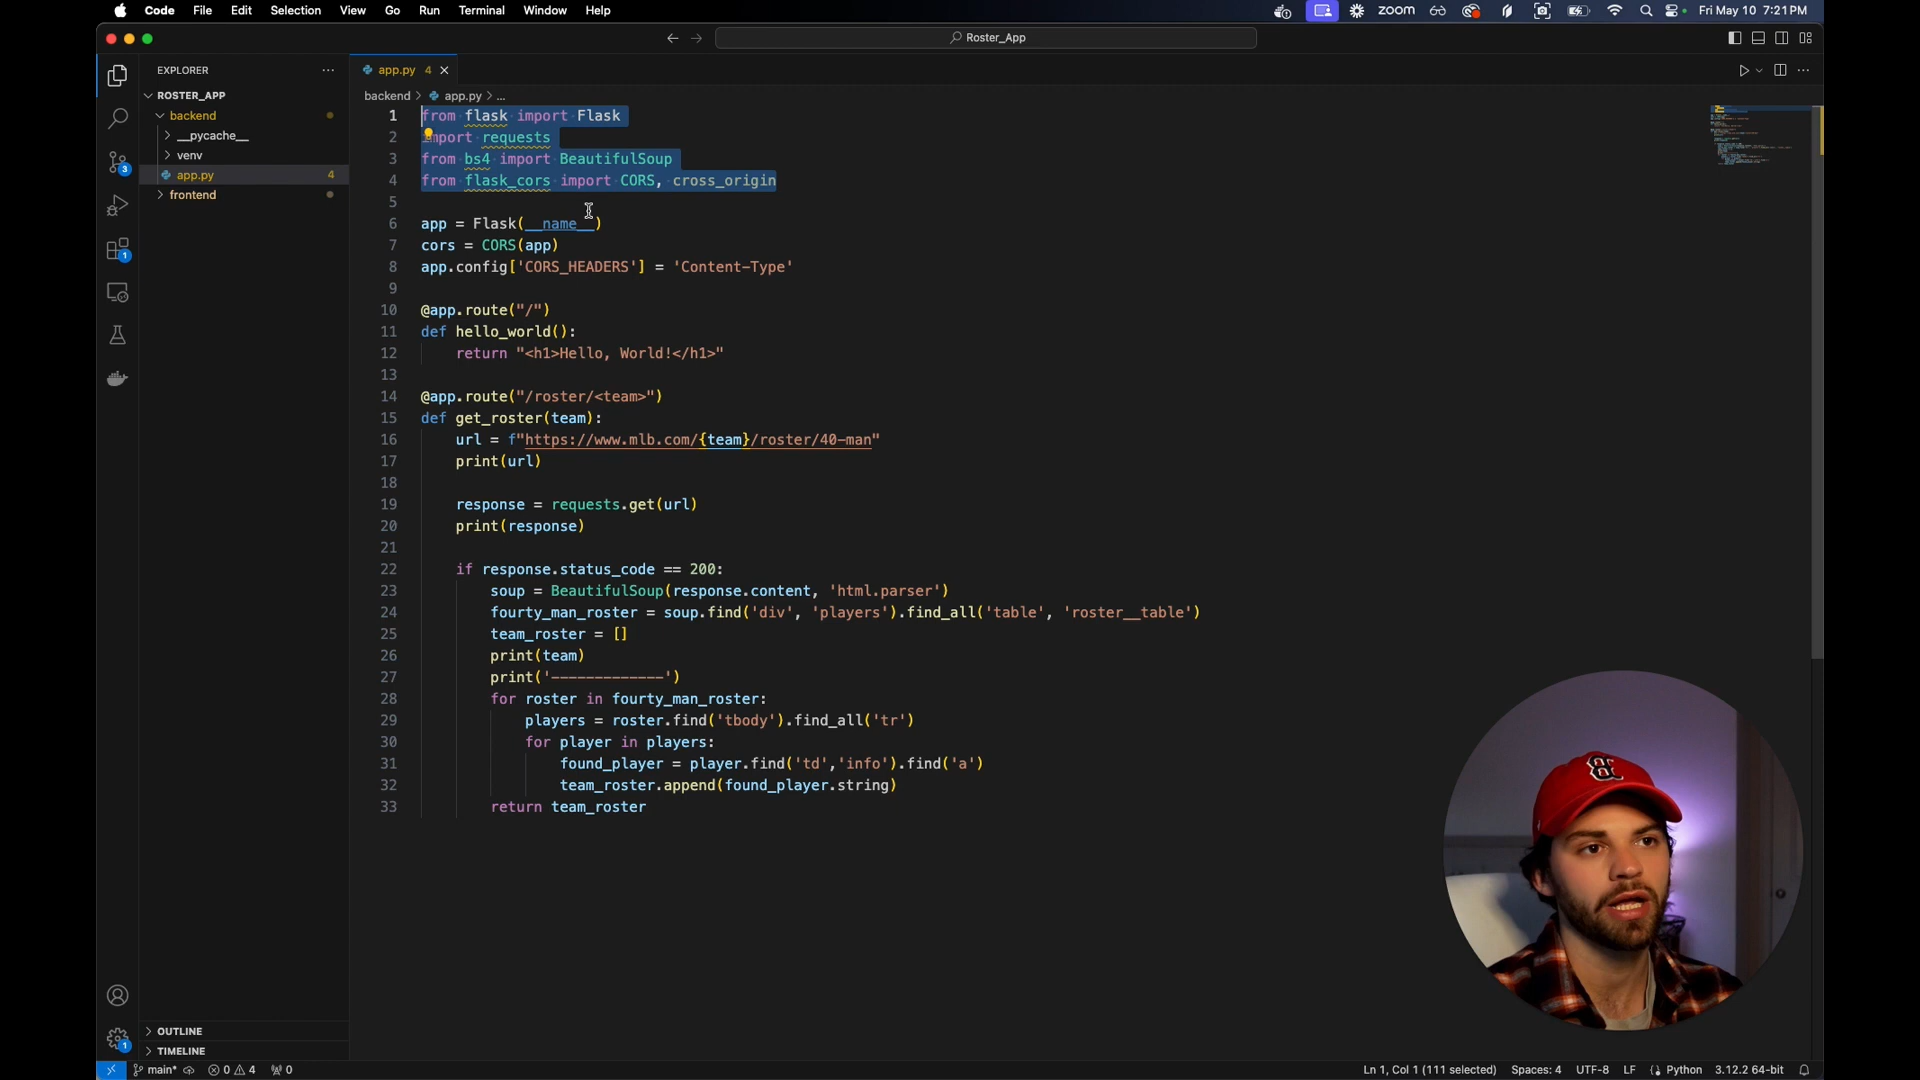 Code File Edit Selection View Go Run Terminal Window Help
zoom Fri May 10 7:21 PM
Roster_App
EXPLORER
ROSTER_APP
backend
__pycache__
venv
app.py 4
frontend
OUTLINE
TIMELINE
app.py 4
backend > app.py > ...
1 from flask import Flask
2 import requests
3 from bs4 import BeautifulSoup
4 from flask_cors import CORS, cross_origin
5
6 app = Flask(__name__)
7 cors = CORS(app)
8 app.config['CORS_HEADERS'] = 'Content-Type'
9
10 @app.route("/")
11 def hello_world():
12 return "<h1>Hello, World!</h1>"
13
14 @app.route("/roster/<team>")
15 def get_roster(team):
16 url = f"https://www.mlb.com/{team}/roster/40-man"
17 print(url)
18
19 response = requests.get(url)
20 print(response)
21
22 if response.status_code == 200:
23 soup = BeautifulSoup(response.content, 'html.parser')
24 fourty_man_roster = soup.find('div', 'players').find_all('table', 'roster__table')
25 team_roster = []
26 print(team)
27 print('-------------')
28 for roster in fourty_man_roster:
29 players = roster.find('tbody').find_all('tr')
30 for player in players:
31 found_player = player.find('td','info').find('a')
32 team_roster.append(found_player.string)
33 return team_roster
3
1
1
B
main* 0 4 0
Ln 1, Col 1 (111 selected) Spaces: 4 UTF-8 LF Python 3.12.2 64-bit